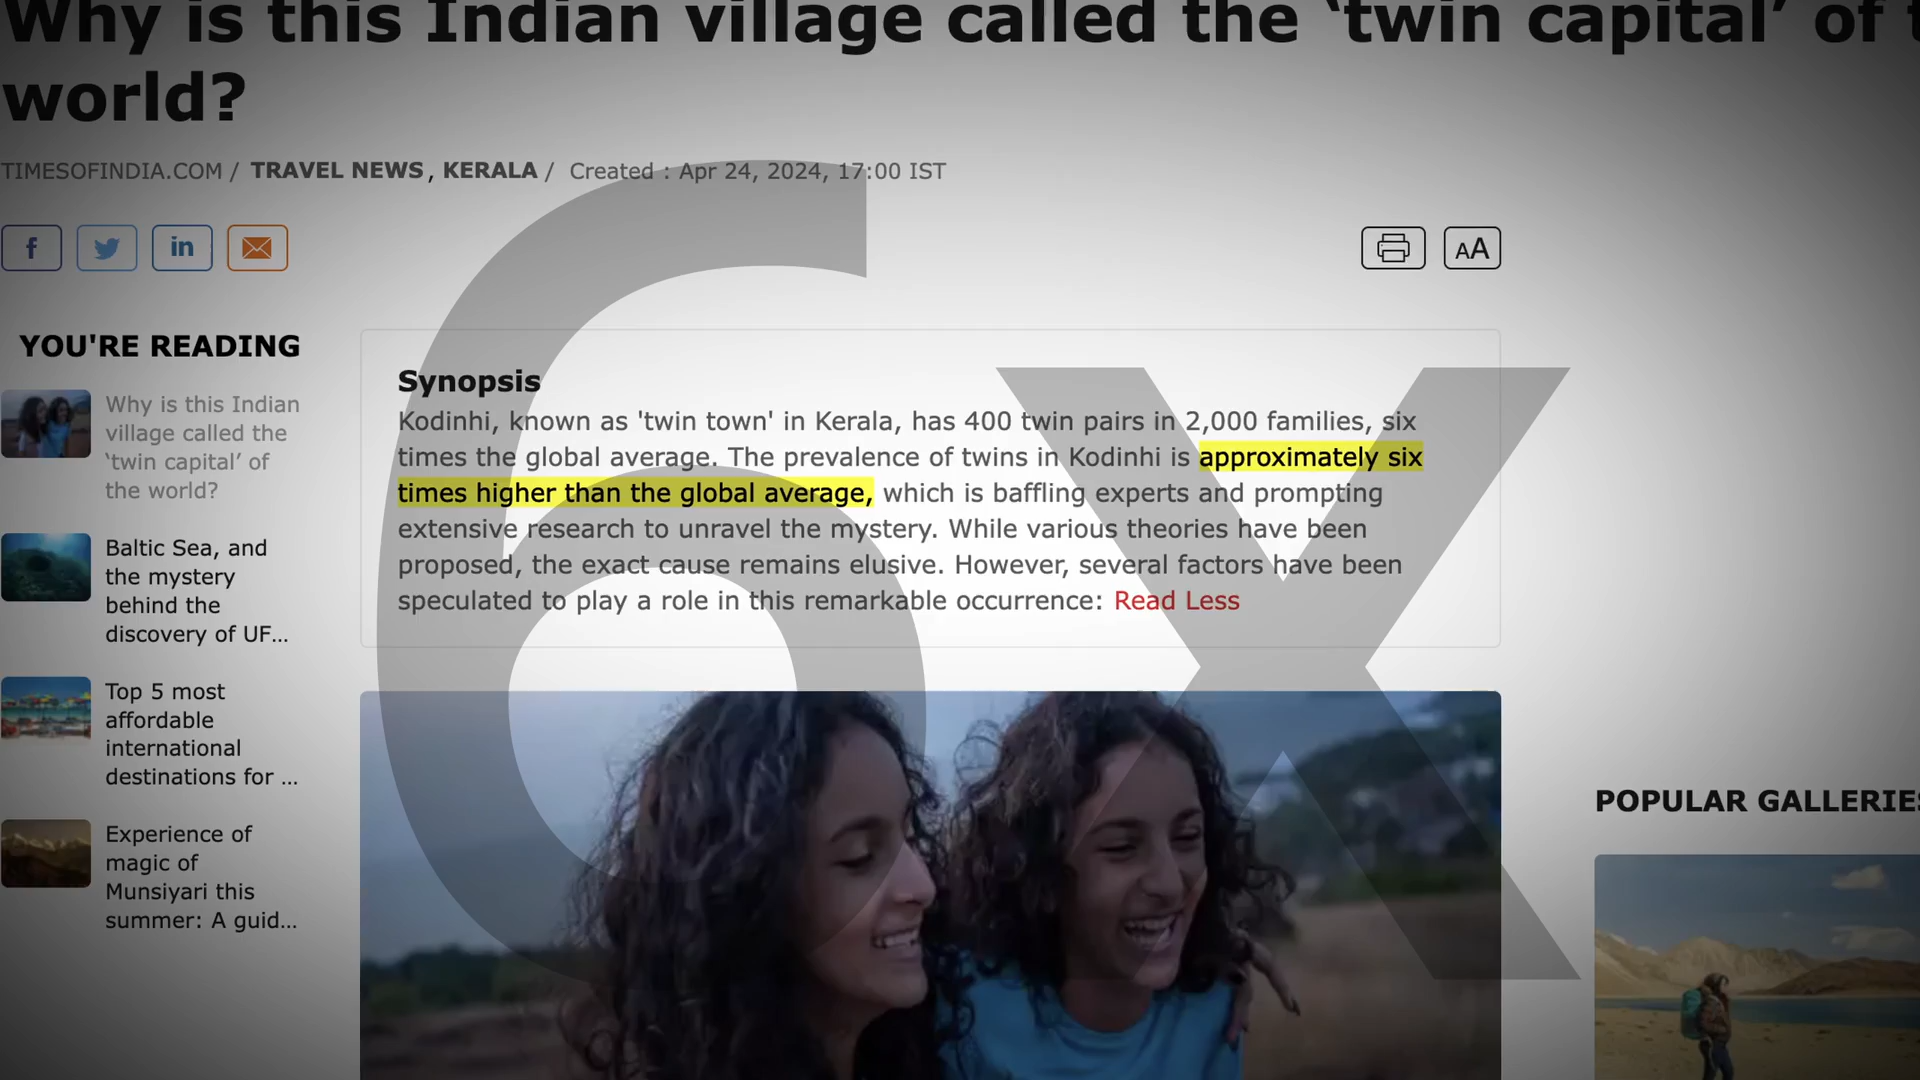 Why is this Indian village called the ‘twin capital’ of t
world?
TIMESOFINDIA.COM / TRAVEL NEWS, KERALA / Created : Apr 24, 2024, 17:00 IST
f in AA
YOU'RE READING
Why is this Indian
village called the
‘twin capital’ of
the world?
Baltic Sea, and
the mystery
behind the
discovery of UF...
Top 5 most
affordable
international
destinations for ...
Experience of
magic of
Munsiyari this
summer: A guid...
6x
Synopsis
Kodinhi, known as 'twin town' in Kerala, has 400 twin pairs in 2,000 families, six
times the global average. The prevalence of twins in Kodinhi is approximately six
times higher than the global average, which is baffling experts and prompting
extensive research to unravel the mystery. While various theories have been
proposed, the exact cause remains elusive. However, several factors have been
speculated to play a role in this remarkable occurrence: Read Less
POPULAR GALLERIES